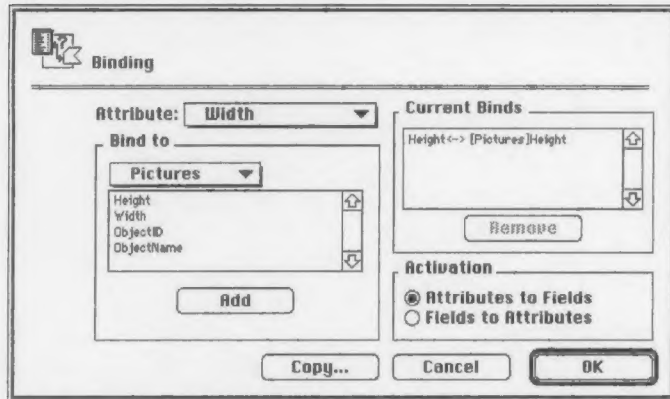 Binding
Attribute: Width
Bind to
Pictures
Height
Width
ObjectID
ObjectName
Add
Current Binds
Height<-> [Pictures]Height
Remove
Activation
Attributes to Fields
Fields to Attributes
Copy...
Cancel
OK